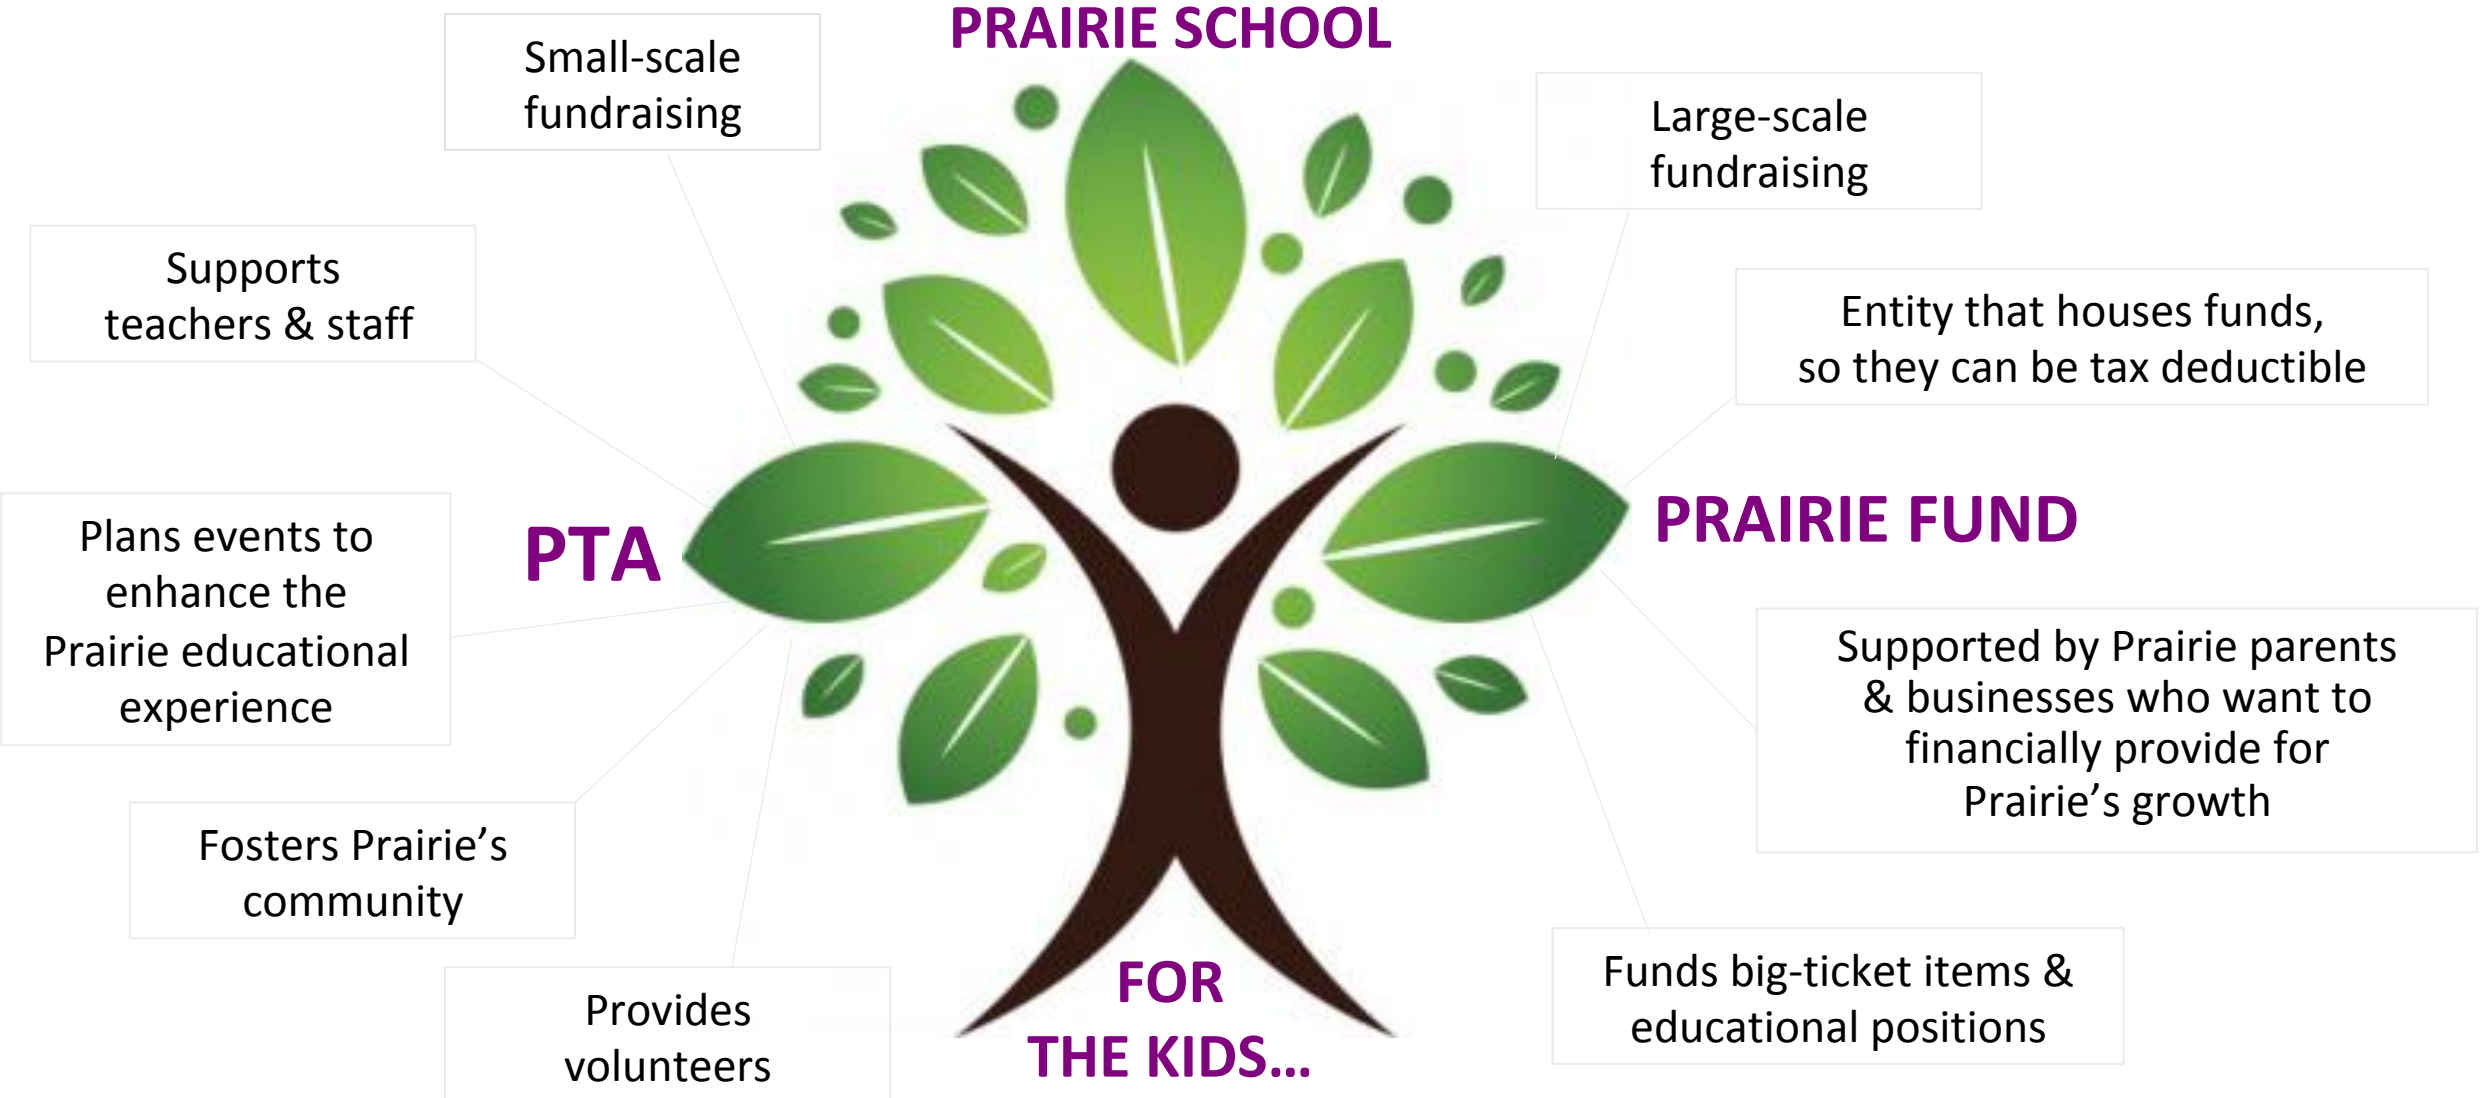 PRAIRIE SCHOOL
Small-scale
fundraising
Supports
teachers & staff
Plans events to
enhance the
Prairie educational
experience
Fosters Prairie’s
community
Provides
volunteers
PTA
Large-scale
fundraising
Entity that houses funds,
so they can be tax deductible
PRAIRIE FUND
Supported by Prairie parents
& businesses who want to
financially provide for
Prairie’s growth
Funds big-ticket items &
educational positions
FOR
THE KIDS...